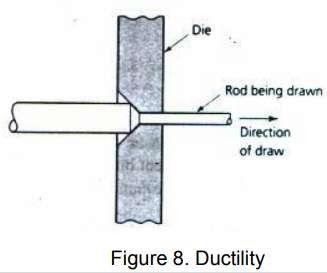 Die
Rod being drawn
Direction
of draw
Figure 8. Ductility